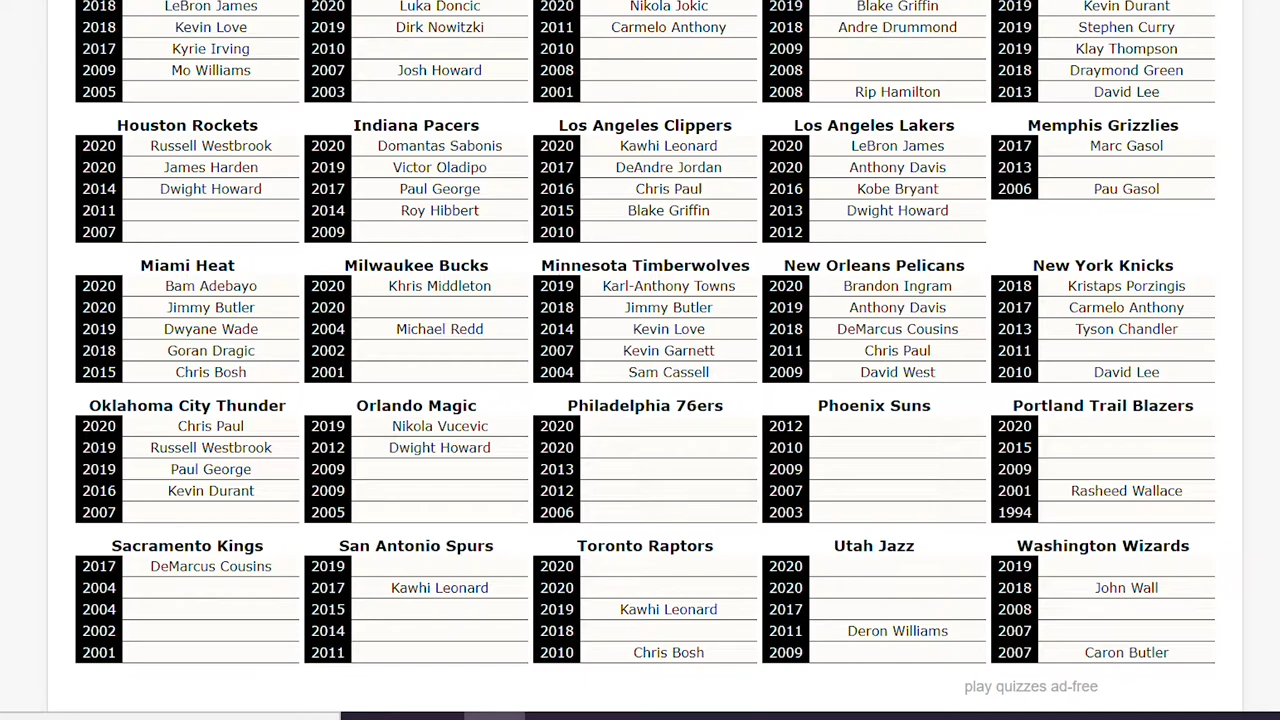 2018 LeBron James 2020 Luka Doncic 2020 Nikola Jokic 2019 Blake Griffin 2019 Kevin Durant
2018 Kevin Love 2019 Dirk Nowitzki 2011 Carmelo Anthony 2018 Andre Drummond 2019 Stephen Curry
2017 Kyrie Irving 2010 2010 2009 2019 Klay Thompson
2009 Mo Williams 2007 Josh Howard 2008 2008 2018 Draymond Green
2005 2003 2001 2008 Rip Hamilton 2013 David Lee
Houston Rockets Indiana Pacers Los Angeles Clippers Los Angeles Lakers Memphis Grizzlies
2020 Russell Westbrook 2020 Domantas Sabonis 2020 Kawhi Leonard 2020 LeBron James 2017 Marc Gasol
2020 James Harden 2019 Victor Oladipo 2017 DeAndre Jordan 2020 Anthony Davis 2013
2014 Dwight Howard 2017 Paul George 2016 Chris Paul 2016 Kobe Bryant 2006 Pau Gasol
2011 2014 Roy Hibbert 2015 Blake Griffin 2013 Dwight Howard
2007 2009 2010 2012
Miami Heat Milwaukee Bucks Minnesota Timberwolves New Orleans Pelicans New York Knicks
2020 Bam Adebayo 2020 Khris Middleton 2019 Karl-Anthony Towns 2020 Brandon Ingram 2018 Kristaps Porzingis
2020 Jimmy Butler 2020 2018 Jimmy Butler 2019 Anthony Davis 2017 Carmelo Anthony
2019 Dwyane Wade 2004 Michael Redd 2014 Kevin Love 2018 DeMarcus Cousins 2013 Tyson Chandler
2018 Goran Dragic 2002 2007 Kevin Garnett 2011 Chris Paul 2011
2015 Chris Bosh 2001 2004 Sam Cassell 2009 David West 2010 David Lee
Oklahoma City Thunder Orlando Magic Philadelphia 76ers Phoenix Suns Portland Trail Blazers
2020 Chris Paul 2019 Nikola Vucevic 2020 2012 2020
2019 Russell Westbrook 2012 Dwight Howard 2020 2010 2015
2019 Paul George 2009 2013 2009 2009
2016 Kevin Durant 2009 2012 2007 2001 Rasheed Wallace
2007 2005 2006 2003 1994
Sacramento Kings San Antonio Spurs Toronto Raptors Utah Jazz Washington Wizards
2017 DeMarcus Cousins 2019 2020 2020 2019
2004 2017 Kawhi Leonard 2020 2020 2018 John Wall
2004 2015 2019 Kawhi Leonard 2017 2008
2002 2014 2018 2011 Deron Williams 2007
2001 2011 2010 Chris Bosh 2009 2007 Caron Butler
play quizzes ad-free